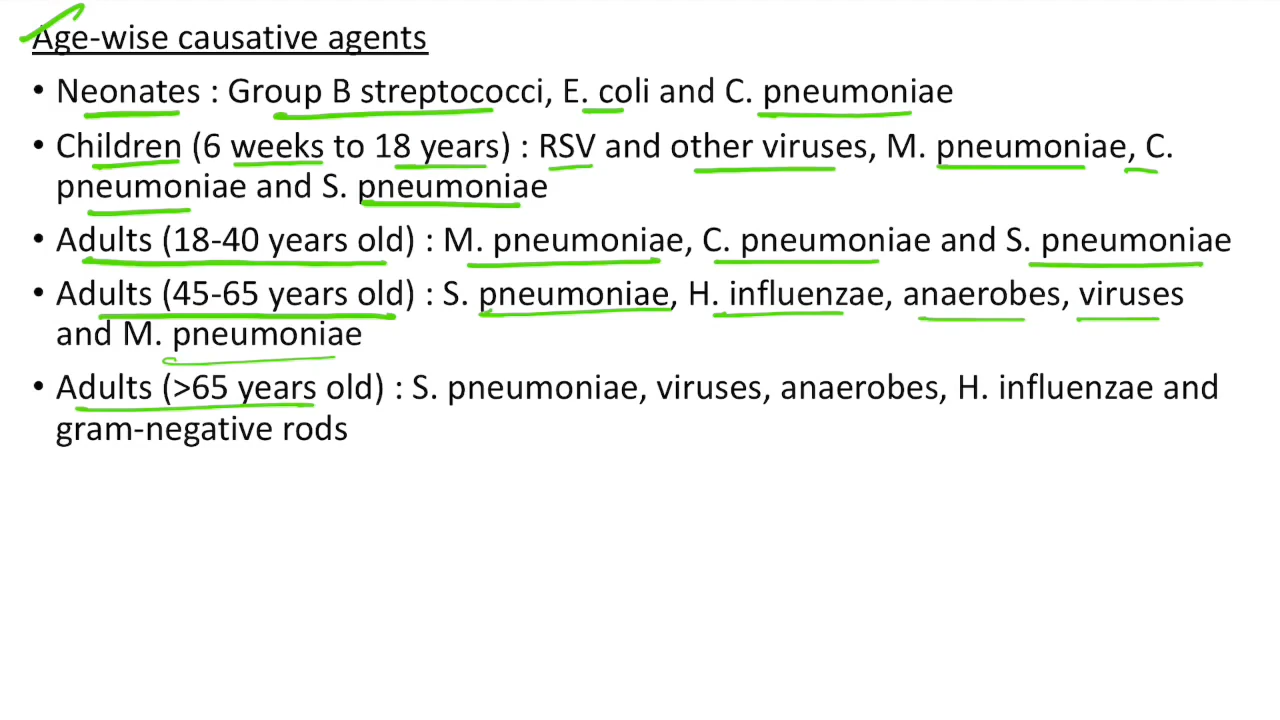 Age-wise causative agents
• Neonates : Group B streptococci, E. coli and C. pneumoniae
• Children (6 weeks to 18 years) : RSV and other viruses, M. pneumoniae, C.
pneumoniae and S. pneumoniae
• Adults (18-40 years old) : M. pneumoniae, C. pneumoniae and S. pneumoniae
• Adults (45-65 years old) : S. pneumoniae, H. influenzae, anaerobes, viruses
and M. pneumoniae
• Adults (>65 years old) : S. pneumoniae, viruses, anaerobes, H. influenzae and
gram-negative rods